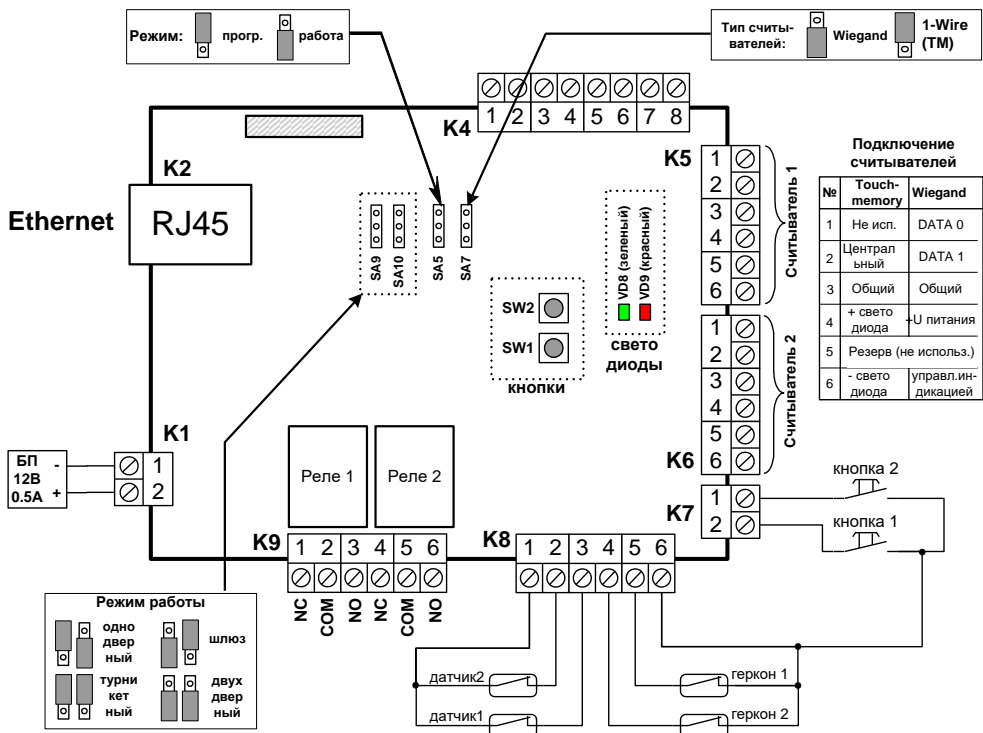 Режим: прогр. работа
Тип считы-
вателей: Wiegand 1-Wire
(TM)
K4
1 2 3 4 5 6 7 8
K2
Ethernet
RJ45
SA9
SA10
SA5
SA7
SW2
SW1
кнопки
VD8 (зеленый)
VD9 (красный)
свето
диоды
K5
1
2
3
4
5
6
Считыватель 1
1
2
3
4
5
6
K6
Считыватель 2
Подключение
считывателей
№ Touch-
memory Wiegand
1 Не исп. DATA 0
2 Централ
ьный DATA 1
3 Общий Общий
4 + свето
диода +U питания
5 Резерв (не использ.)
6 - свето
диода управл.ин-
дикацией
K1
БП
12В
0.5А
-
+
1
2
Реле 1
Реле 2
K7
1
2
кнопка 2
кнопка 1
K9
1 2 3 4 5 6
NC
COM
NO
NC
COM
NO
K8
1 2 3 4 5 6
датчик2
датчик1
геркон 1
геркон 2
Режим работы
одно
двер
ный
шлюз
турни
кет
ный
двух
двер
ный